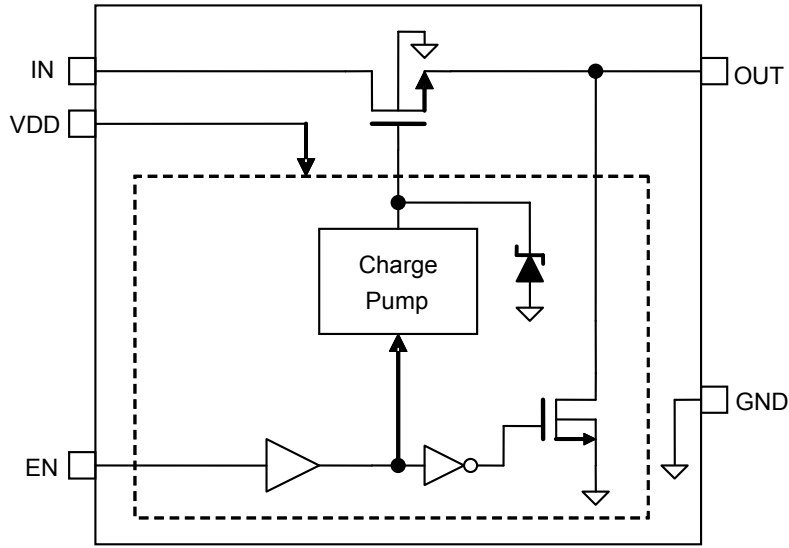 IN
OUT
VDD
Charge
Pump
GND
EN